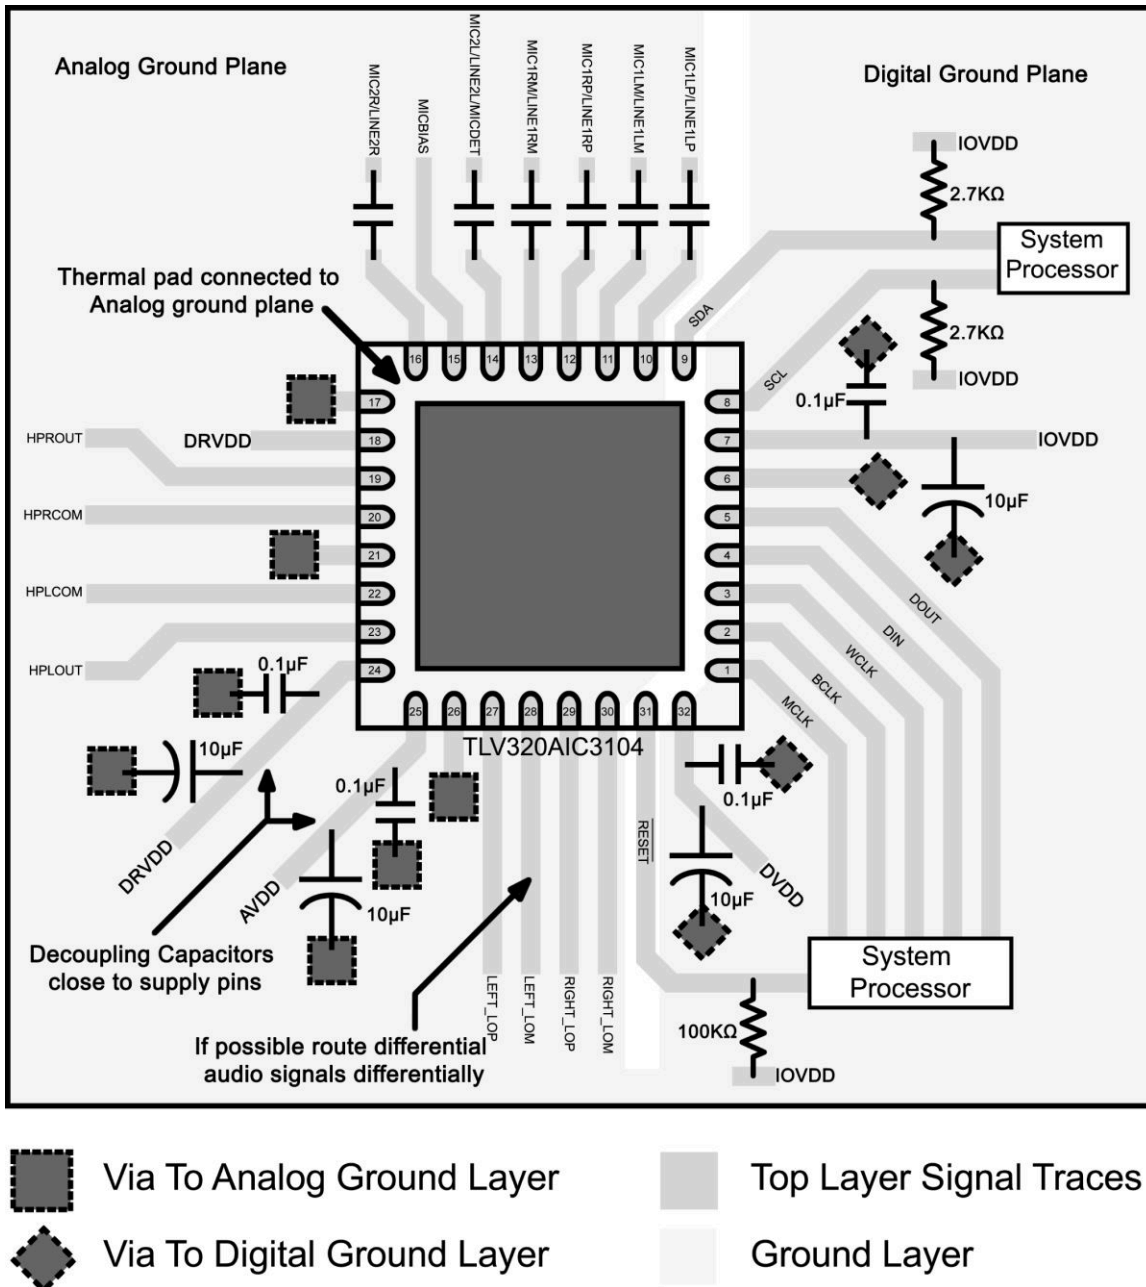 Analog Ground Plane
Digital Ground Plane
MIC2R/LINE2R
MICBIAS
MIC2L/LINE2L/MICDET
MIC1RM/LINE1RM
MIC1RP/LINE1RP
MIC1LM/LINE1LM
MIC1LP/LINE1LP
IOVDD
2.7KΩ
System
Processor
2.7KΩ
IOVDD
Thermal pad connected to
Analog ground plane
SDA
SCL
0.1µF
16
15
14
13
12
11
10
9
17
18
19
20
21
22
23
24
8
7
6
5
4
3
2
1
25
26
27
28
29
30
31
32
HPROUT
DRVDD
HPRCOM
HPLCOM
HPLOUT
IOVDD
10µF
DOUT
DIN
WCLK
BCLK
MCLK
TLV320AIC3104
0.1µF
10µF
DRVDD
0.1µF
AVDD
10µF
RESET
0.1µF
10µF
DVDD
Decoupling Capacitors
close to supply pins
LEFT_LOP
LEFT_LOM
RIGHT_LOP
RIGHT_LOM
System
Processor
100KΩ
IOVDD
If possible route differential
audio signals differentially
Via To Analog Ground Layer
Top Layer Signal Traces
Via To Digital Ground Layer
Ground Layer